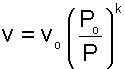 v = v₀ (P₀/P)ᵏ